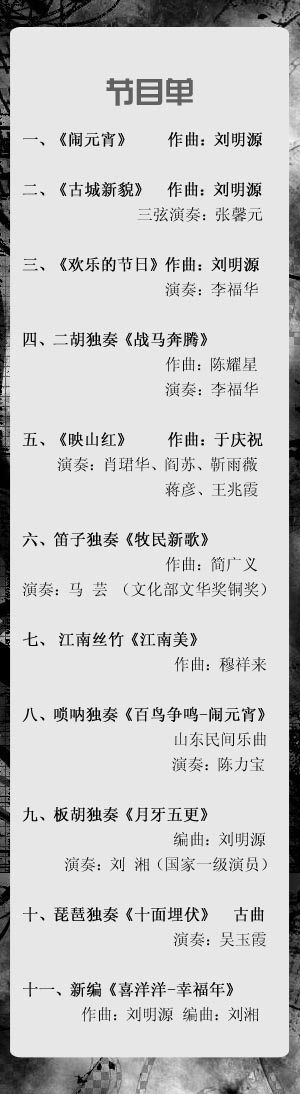 节目单
一、《闹元宵》 作曲：刘明源
二、《古城新貌》 作曲：刘明源
三弦演奏：张馨元
三、《欢乐的节日》作曲：刘明源
演奏：李福华
四、二胡独奏《战马奔腾》
作曲：陈耀星
演奏：李福华
五、《映山红》 作曲：于庆祝
演奏：肖珺华、阎苏、靳雨薇
蒋彦、王兆霞
六、笛子独奏《牧民新歌》
作曲：简广义
演奏：马 芸 （文化部文华奖铜奖）
七、 江南丝竹《江南美》
作曲：穆祥来
八、唢呐独奏《百鸟争鸣-闹元宵》
山东民间乐曲
演奏：陈力宝
九、板胡独奏《月牙五更》
编曲：刘明源
演奏：刘 湘（国家一级演员）
十、琵琶独奏《十面埋伏》 古曲
演奏：吴玉霞
十一、新编《喜洋洋-幸福年》
作曲：刘明源 编曲：刘湘